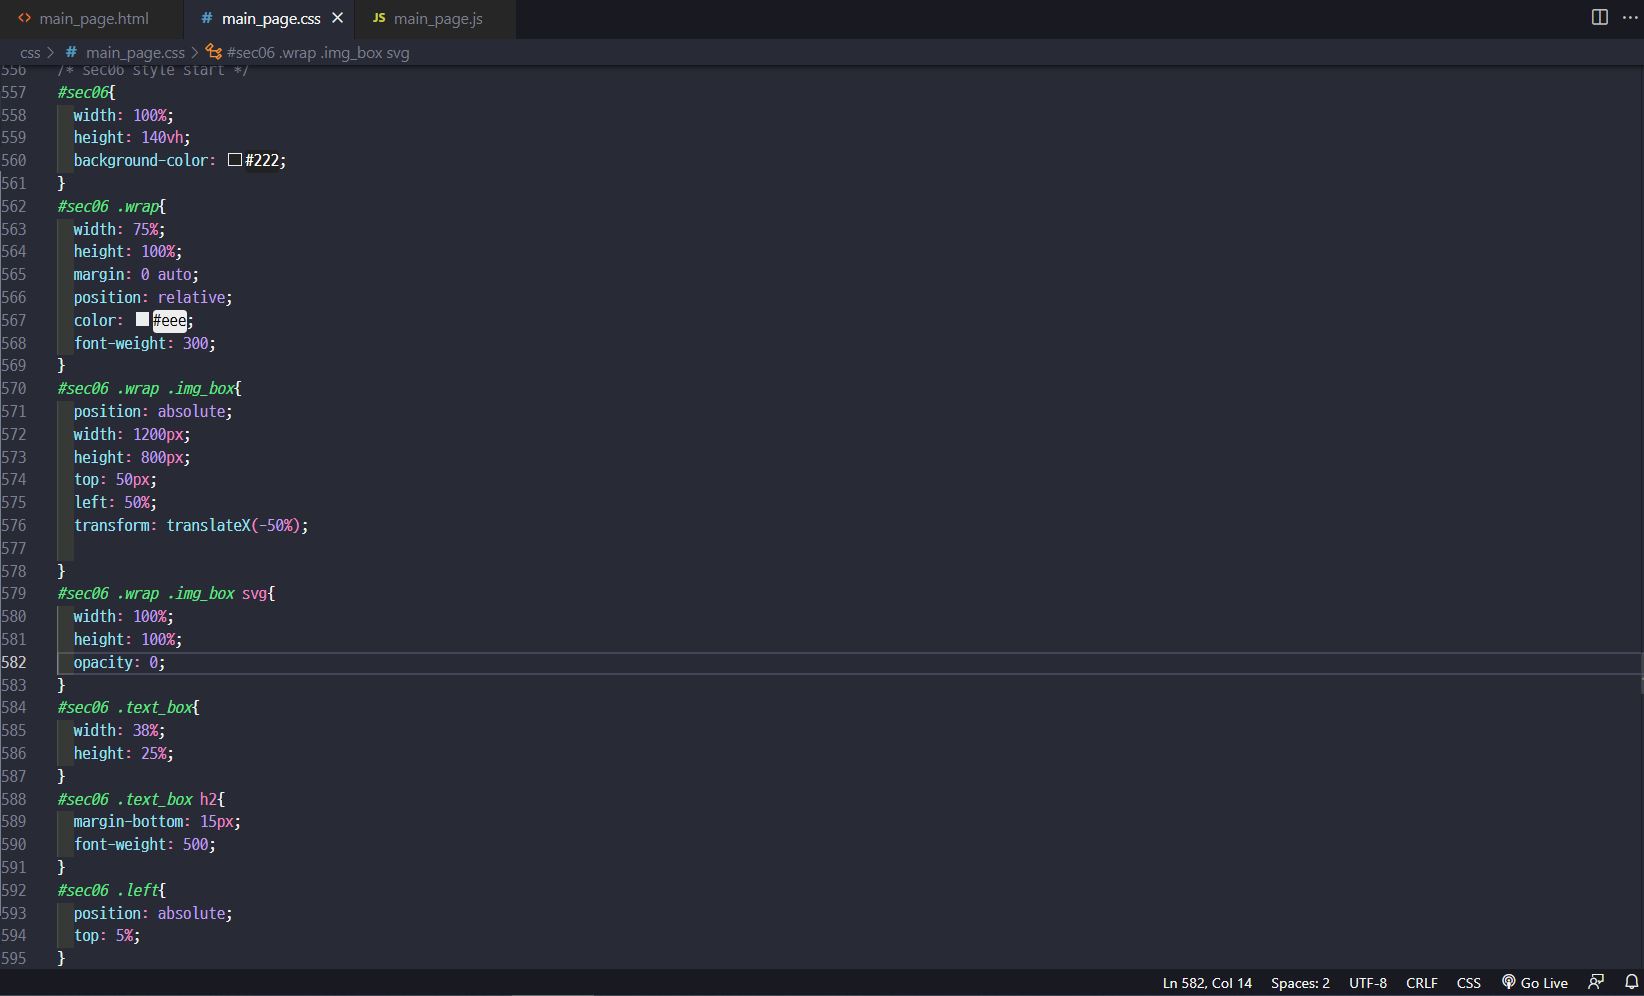 main_page.html
main_page.css
JS main_page.js
css > # main_page.css > #sec06 .wrap .img_box svg
556 /* sec06 style start */
557 #sec06{
558 width: 100%;
559 height: 140vh;
560 background-color: #222;
561 }
562 #sec06 .wrap{
563 width: 75%;
564 height: 100%;
565 margin: 0 auto;
566 position: relative;
567 color: #eee;
568 font-weight: 300;
569 }
570 #sec06 .wrap .img_box{
571 position: absolute;
572 width: 1200px;
573 height: 800px;
574 top: 50px;
575 left: 50%;
576 transform: translateX(-50%);
577
578 }
579 #sec06 .wrap .img_box svg{
580 width: 100%;
581 height: 100%;
582 opacity: 0;
583 }
584 #sec06 .text_box{
585 width: 38%;
586 height: 25%;
587 }
588 #sec06 .text_box h2{
589 margin-bottom: 15px;
590 font-weight: 500;
591 }
592 #sec06 .left{
593 position: absolute;
594 top: 5%;
595 }
Ln 582, Col 14 Spaces: 2 UTF-8 CRLF CSS Go Live